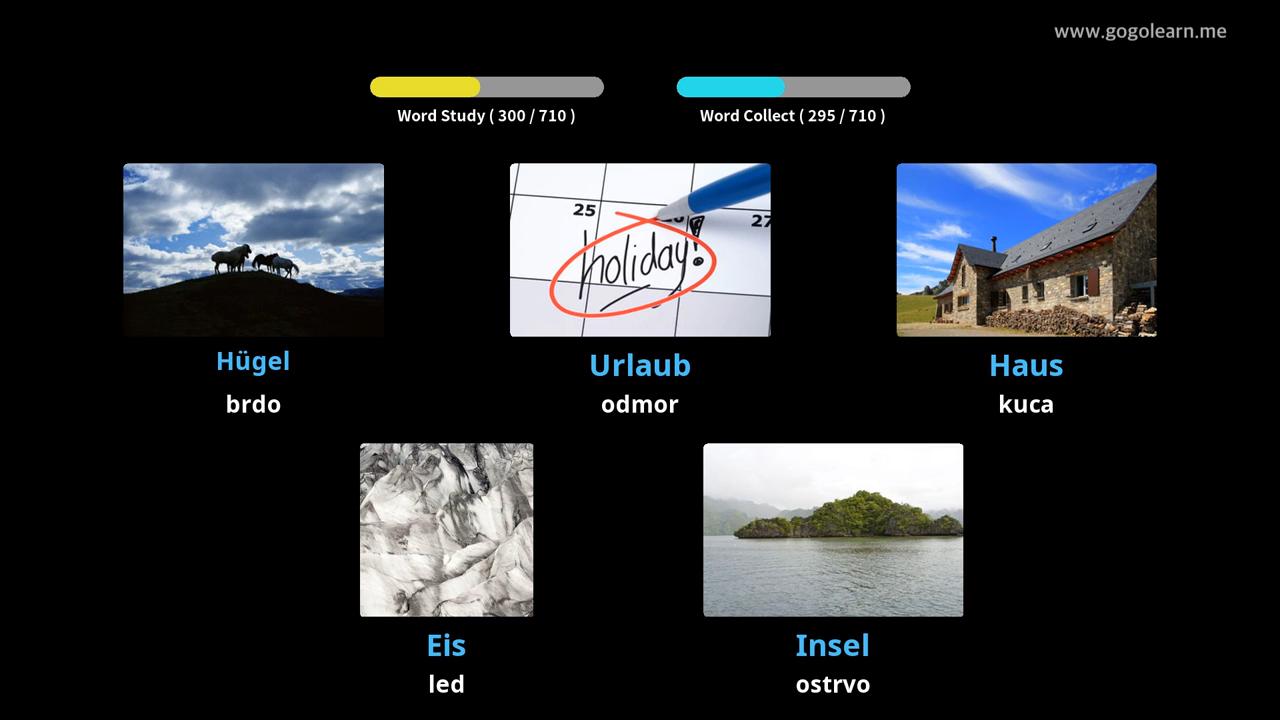 www.gogolearn.me
Word Study ( 300 / 710 )
Word Collect ( 295 / 710 )
25
27
holiday!
Hügel
Urlaub
Haus
brdo
odmor
kuca
Eis
Insel
led
ostrvo